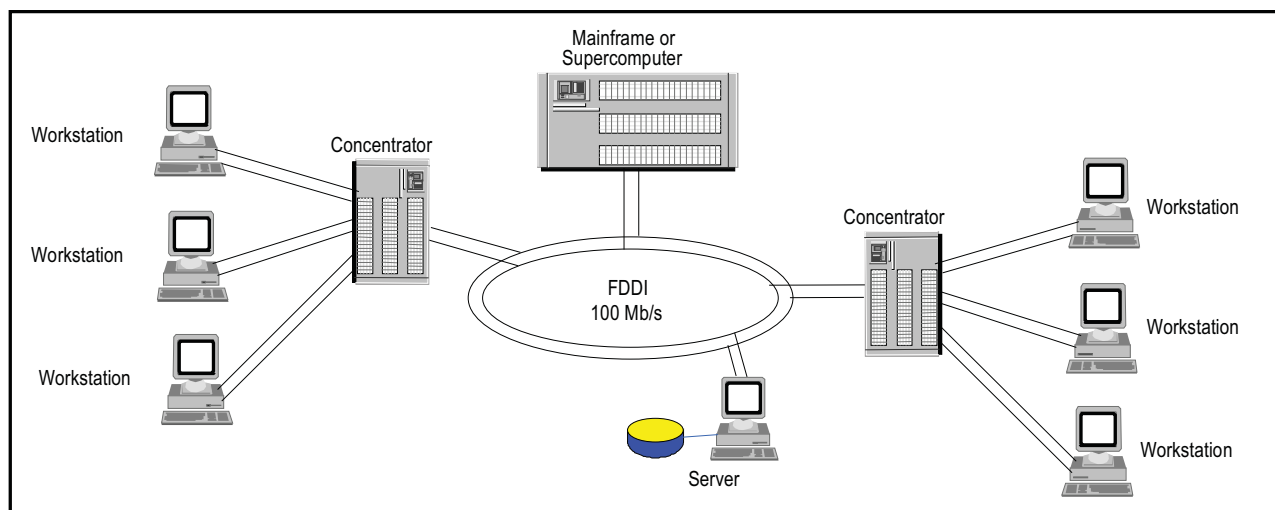 Mainframe or
Supercomputer
Workstation
Concentrator
Workstation
Concentrator
Workstation
Workstation
FDDI
100 Mb/s
Workstation
Workstation
Server
Workstation